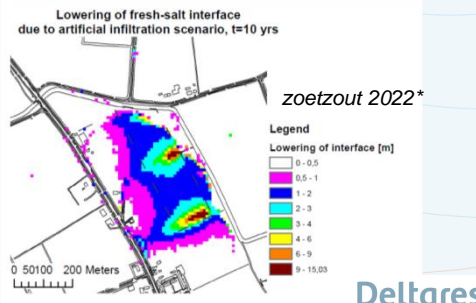 Lowering of fresh-salt interface
due to artificial infiltration scenario, t=10 yrs
zoetzout 2022*
Legend
Lowering of interface [m]
0 - 0,5
0,5 - 1
1 - 2
2 - 3
3 - 4
4 - 6
6 - 9
9 - 15,03
0 50100 200 Meters
Deltares